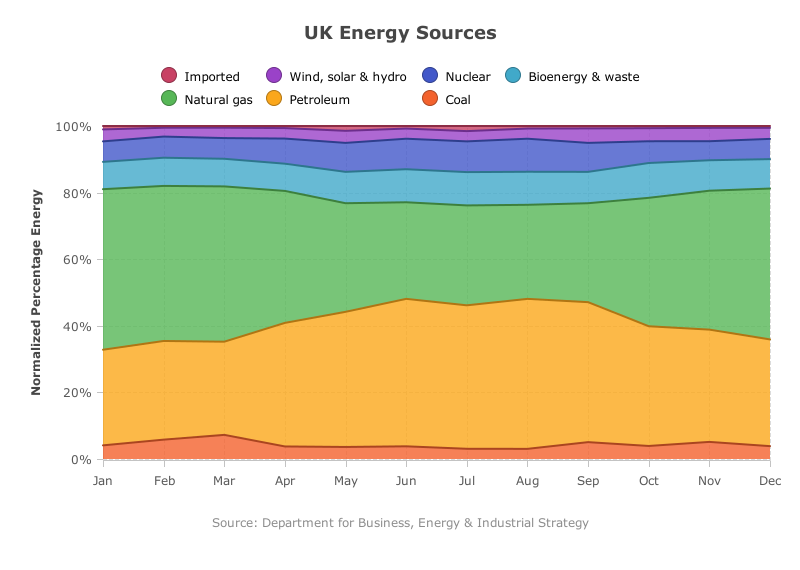 UK Energy Sources
Imported Wind, solar & hydro Nuclear Bioenergy & waste
Natural gas Petroleum Coal
Normalized Percentage Energy
100%
80%
60%
40%
20%
0%
Jan Feb Mar Apr May Jun Jul Aug Sep Oct Nov Dec
Source: Department for Business, Energy & Industrial Strategy